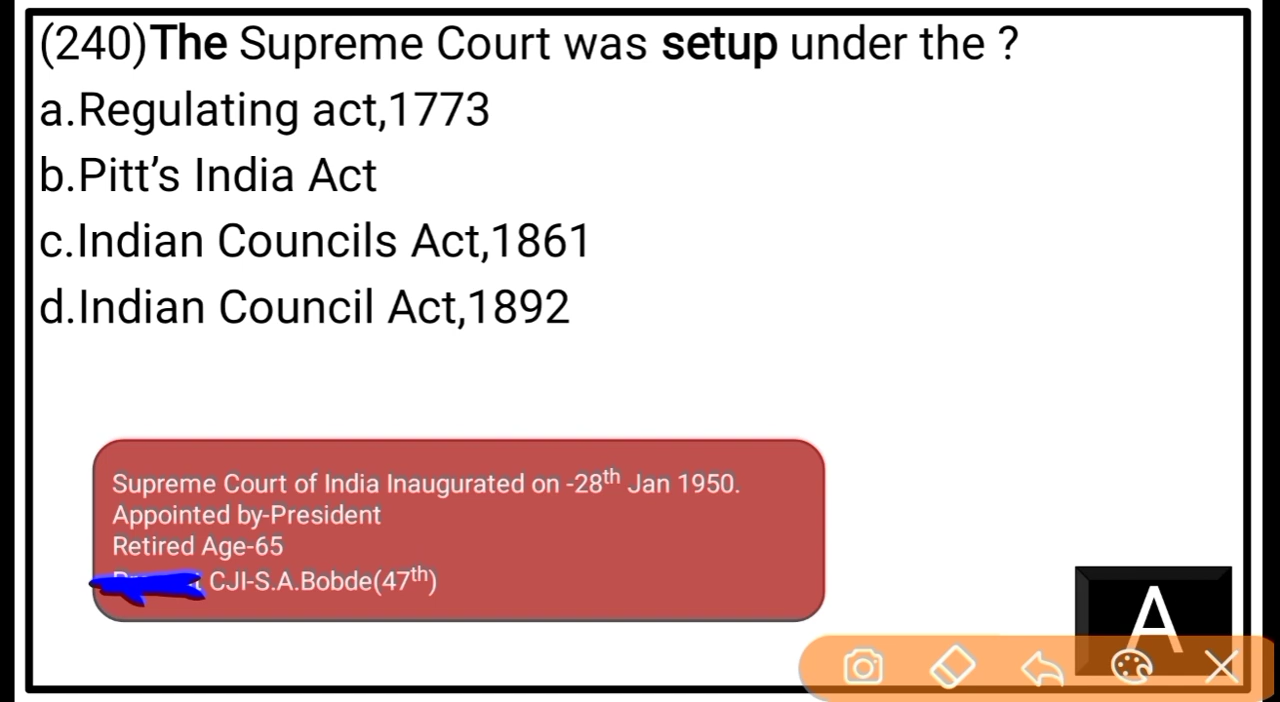 (240)The Supreme Court was setup under the ?
a.Regulating act,1773
b.Pitt’s India Act
c.Indian Councils Act,1861
d.Indian Council Act,1892
Supreme Court of India Inaugurated on -28th Jan 1950.
Appointed by-President
Retired Age-65
CJI-S.A.Bobde(47th)
A